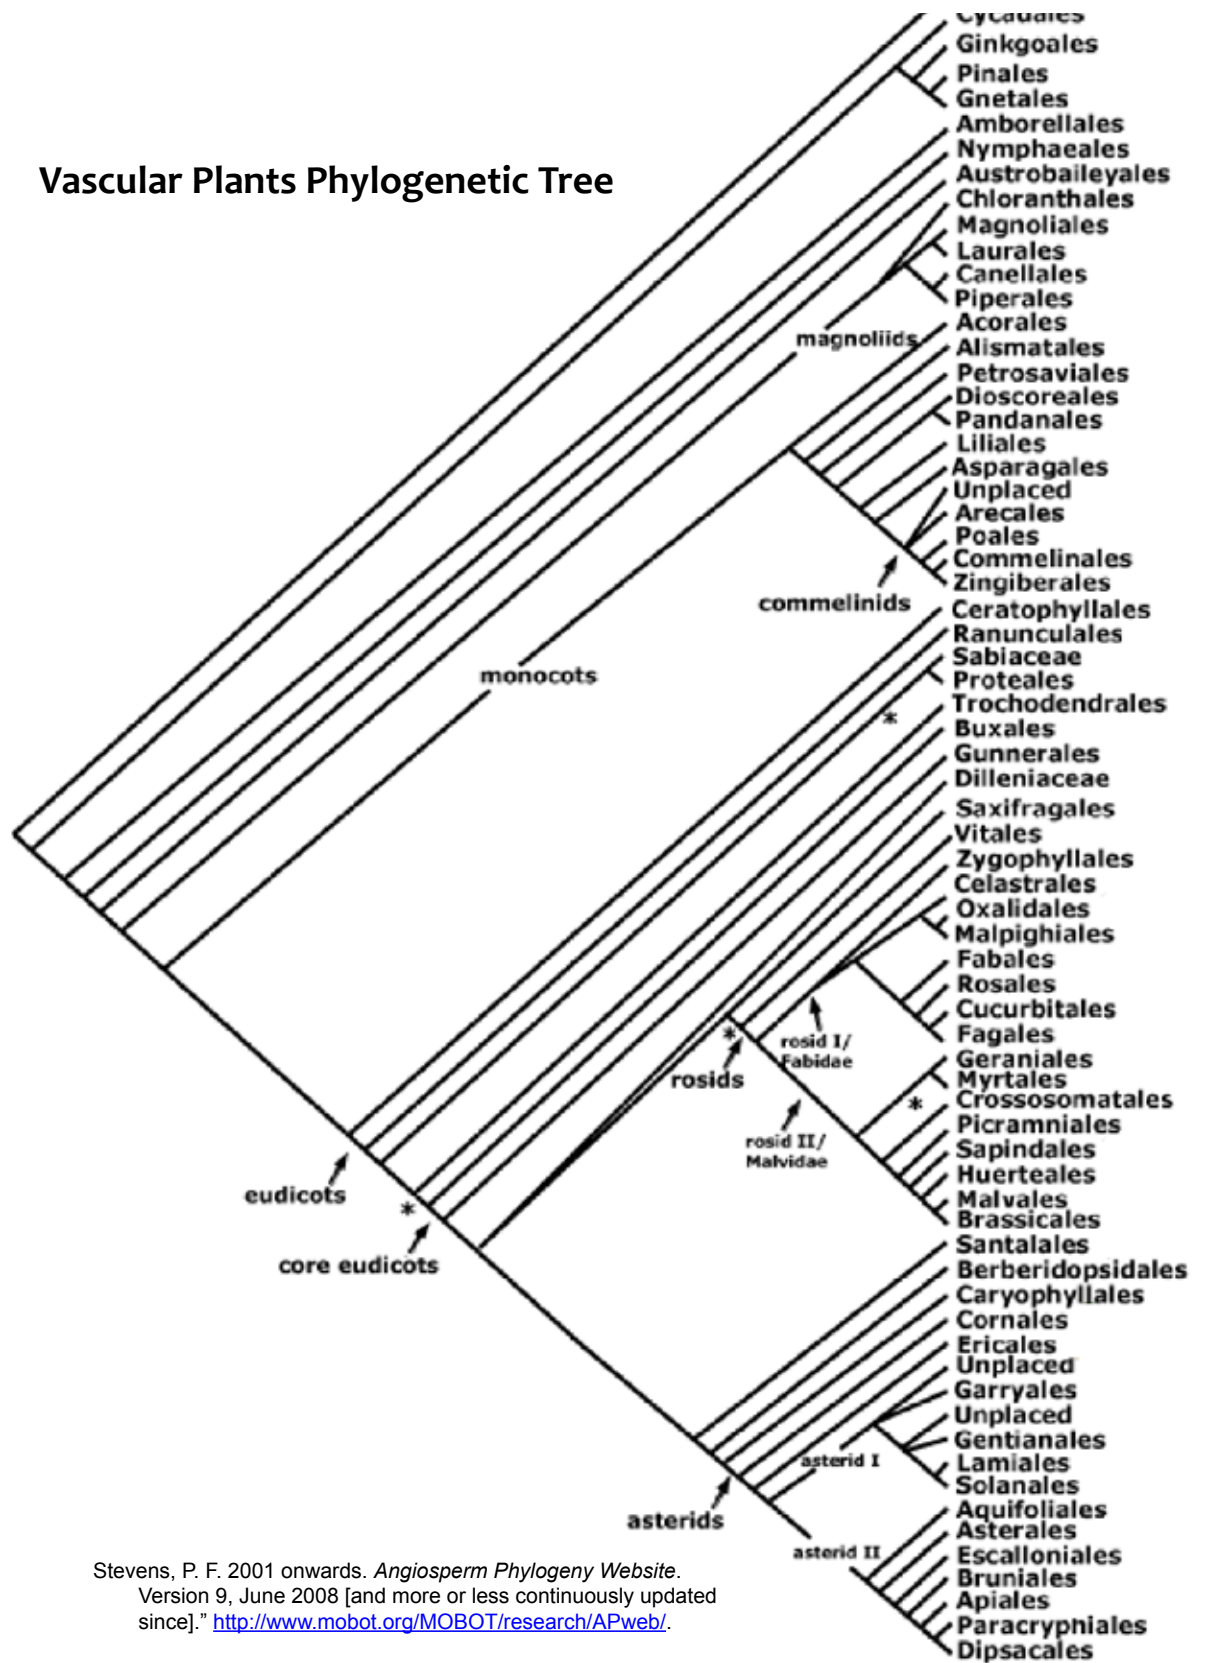 Cycadales
Ginkgoales
Pinales
Gnetales
Amborellales
Vascular Plants Phylogenetic Tree
Nymphaeales
Austrobaileyales
Chloranthales
Magnoliales
Laurales
Canellales
Piperales
Acorales
magnoliids
Alismatales
Petrosaviales
Dioscoreales
Pandanales
Liliales
Asparagales
Unplaced
Arecales
Poales
Commelinales
Zingiberales
commelinids
Ceratophyllales
Ranunculales
Sabiaceae
monocots
Proteales
Trochodendrales
*
Buxales
Gunnerales
Dilleniaceae
Saxifragales
Vitales
Zygophyllales
Celastrales
Oxalidales
Malpighiales
Fabales
Rosales
Cucurbitales
Fagales
*
rosid I/
Fabidae
rosids
Geraniales
Myrtales
* Crossosomatales
Picramniales
rosid II/
Malvidae
Sapindales
Huerteales
Malvales
Brassicales
eudicots
*
core eudicots
Santalales
Berberidopsidales
Caryophyllales
Cornales
Ericales
Unplaced
Garryales
Unplaced
Gentianales
asterid I
Lamiales
Solanales
asterids
Aquifoliales
Asterales
asterid II
Escalloniales
Bruniales
Apiales
Paracryphiales
Dipsacales
Stevens, P. F. 2001 onwards. Angiosperm Phylogeny Website.
Version 9, June 2008 [and more or less continuously updated
since].” http://www.mobot.org/MOBOT/research/APweb/.